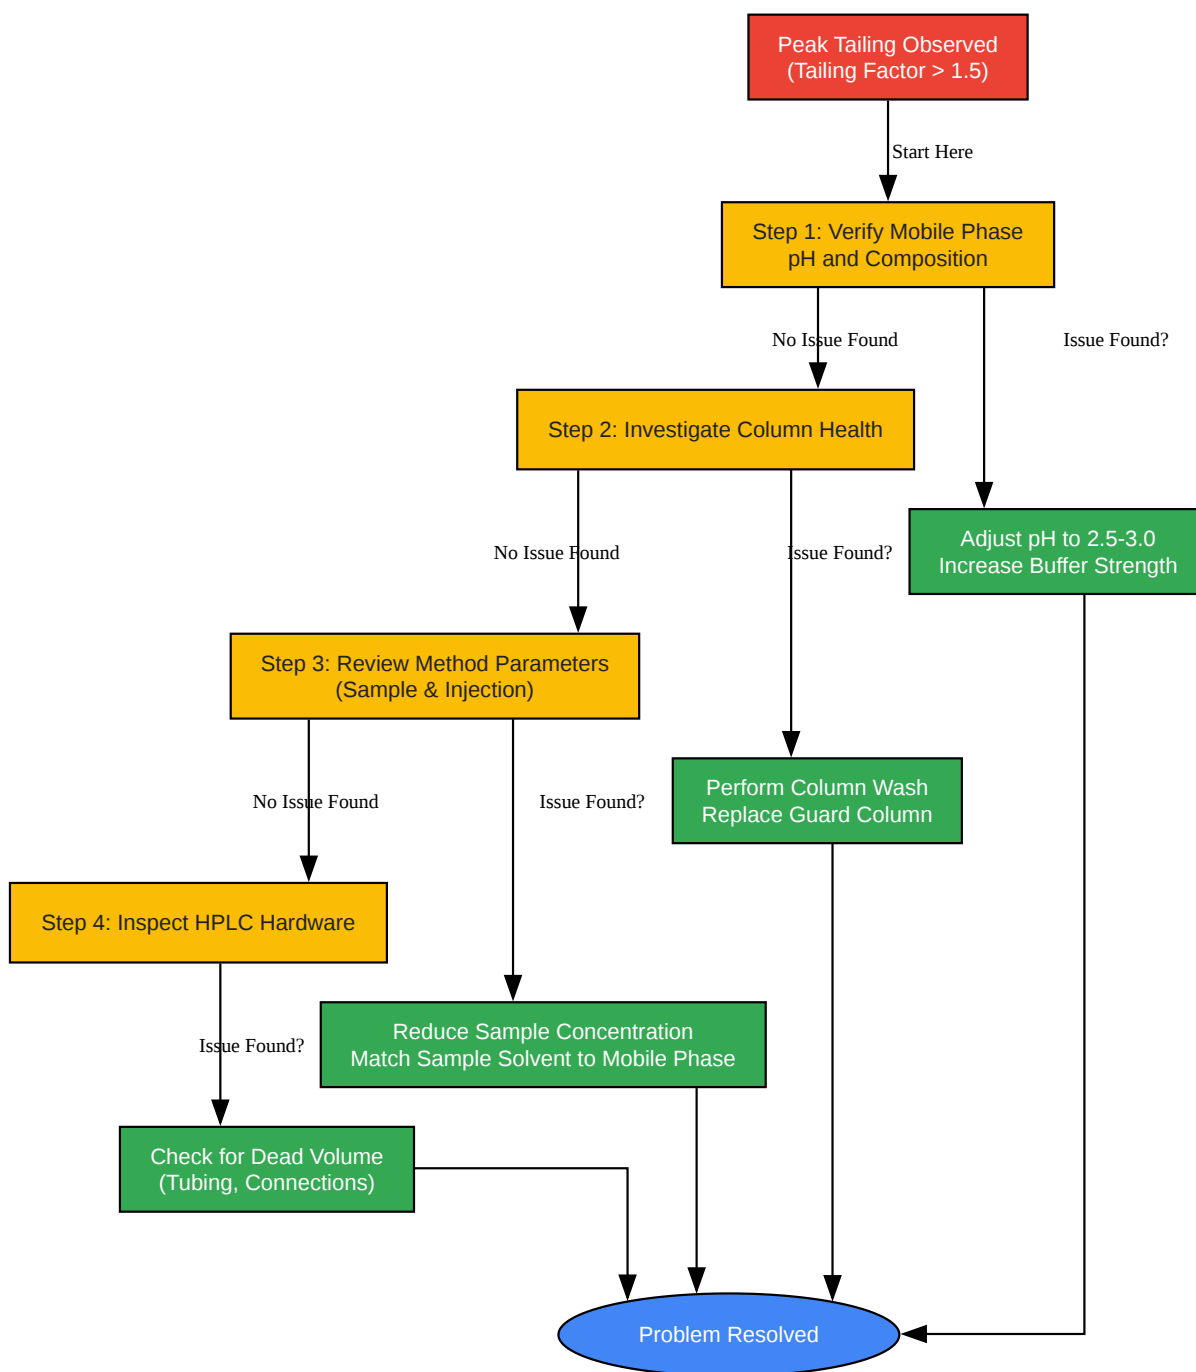 Peak Tailing Observed
(Tailing Factor > 1.5)
Start Here
Step 1: Verify Mobile Phase
pH and Composition
No Issue Found
Issue Found?
Step 2: Investigate Column Health
Adjust pH to 2.5-3.0
Increase Buffer Strength
No Issue Found
Issue Found?
Step 3: Review Method Parameters
(Sample & Injection)
Perform Column Wash
Replace Guard Column
No Issue Found
Issue Found?
Step 4: Inspect HPLC Hardware
Reduce Sample Concentration
Match Sample Solvent to Mobile Phase
Issue Found?
Check for Dead Volume
(Tubing, Connections)
Problem Resolved